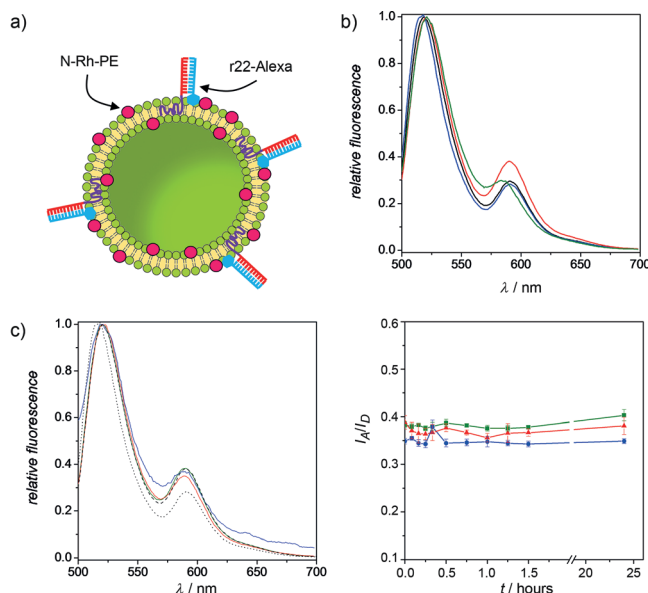 a)
N-Rh-PE
r22-Alexa
b)
relative fluorescence
1.0
0.8
0.6
0.4
0.2
0.0
500 550 600 650 700
λ / nm
c)
relative fluorescence
1.0
0.8
0.6
0.4
0.2
0.0
500 550 600 650 700
λ / nm
I_A/I_D
0.6
0.5
0.4
0.3
0.2
0.1
0.0 0.5 1.0 1.5 20 25
t / hours